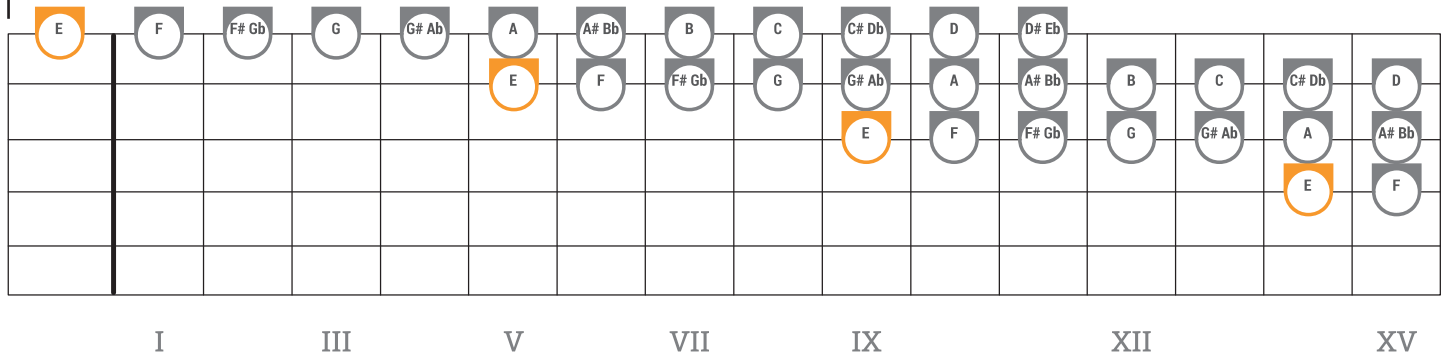 E F F# Gb G G# Ab A A# Bb B C C# Db D D# Eb
E F F# Gb G G# Ab A A# Bb B C C# Db D
E F F# Gb G G# Ab A A# Bb
E F
I III V VII IX XII XV